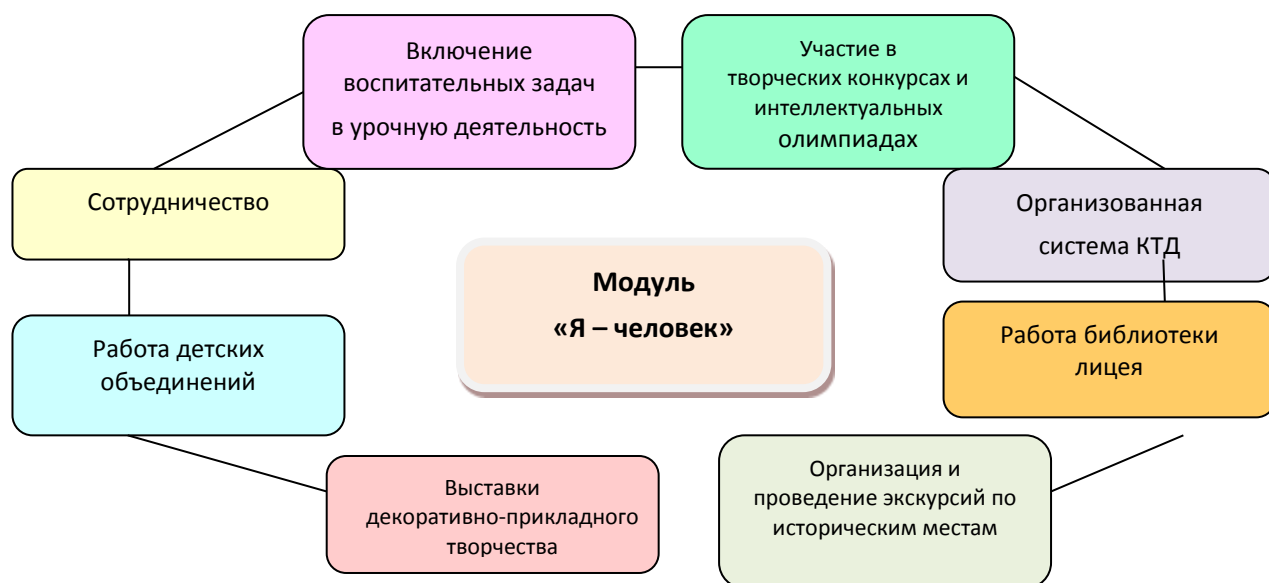 Включение
воспитательных задач
в урочную деятельность
Участие в
творческих конкурсах и
интеллектуальных
олимпиадах
Сотрудничество
Организованная
система КТД
Модуль
«Я – человек»
Работа детских
объединений
Работа библиотеки
лицея
Выставки
декоративно-прикладного
творчества
Организация и
проведение экскурсий по
историческим местам